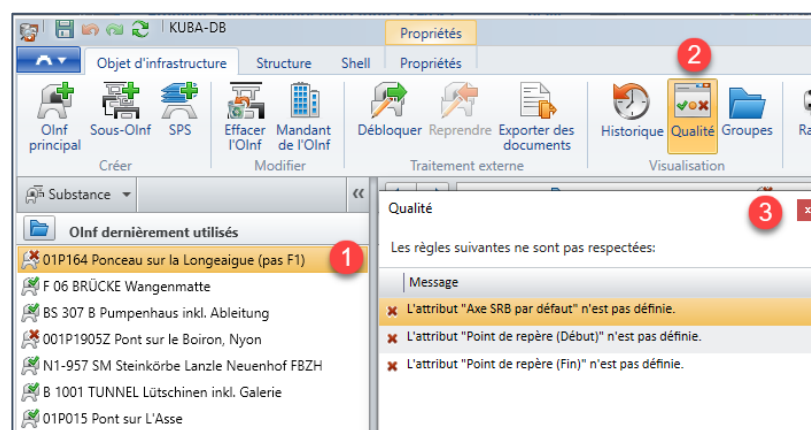 KUBA-DB
Propriétés
2
Objet d'infrastructure Structure Shell Propriétés
OInf principal
Sous-OInf
SPS
Effacer l'OInf
Mandant de l'OInf
Débloquer
Reprendre
Exporter des documents
Historique
Qualité
Groupes
Créer
Modifier
Traitement externe
Visualisation
Substance
Qualité
3
OInf dernièrement utilisés
Les règles suivantes ne sont pas respectées:
01P164 Ponceau sur la Longeaigue (pas F1)
1
Message
F 06 BRÜCKE Wangenmatte
L'attribut "Axe SRB par défaut" n'est pas définie.
BS 307 B Pumpenhaus inkl. Ableitung
001P1905Z Pont sur le Boiron, Nyon
L'attribut "Point de repère (Début)" n'est pas définie.
N1-957 SM Steinkörbe Lanzle Neuenhof FBZH
L'attribut "Point de repère (Fin)" n'est pas définie.
B 1001 TUNNEL Lütschinen inkl. Galerie
01P015 Pont sur L'Asse